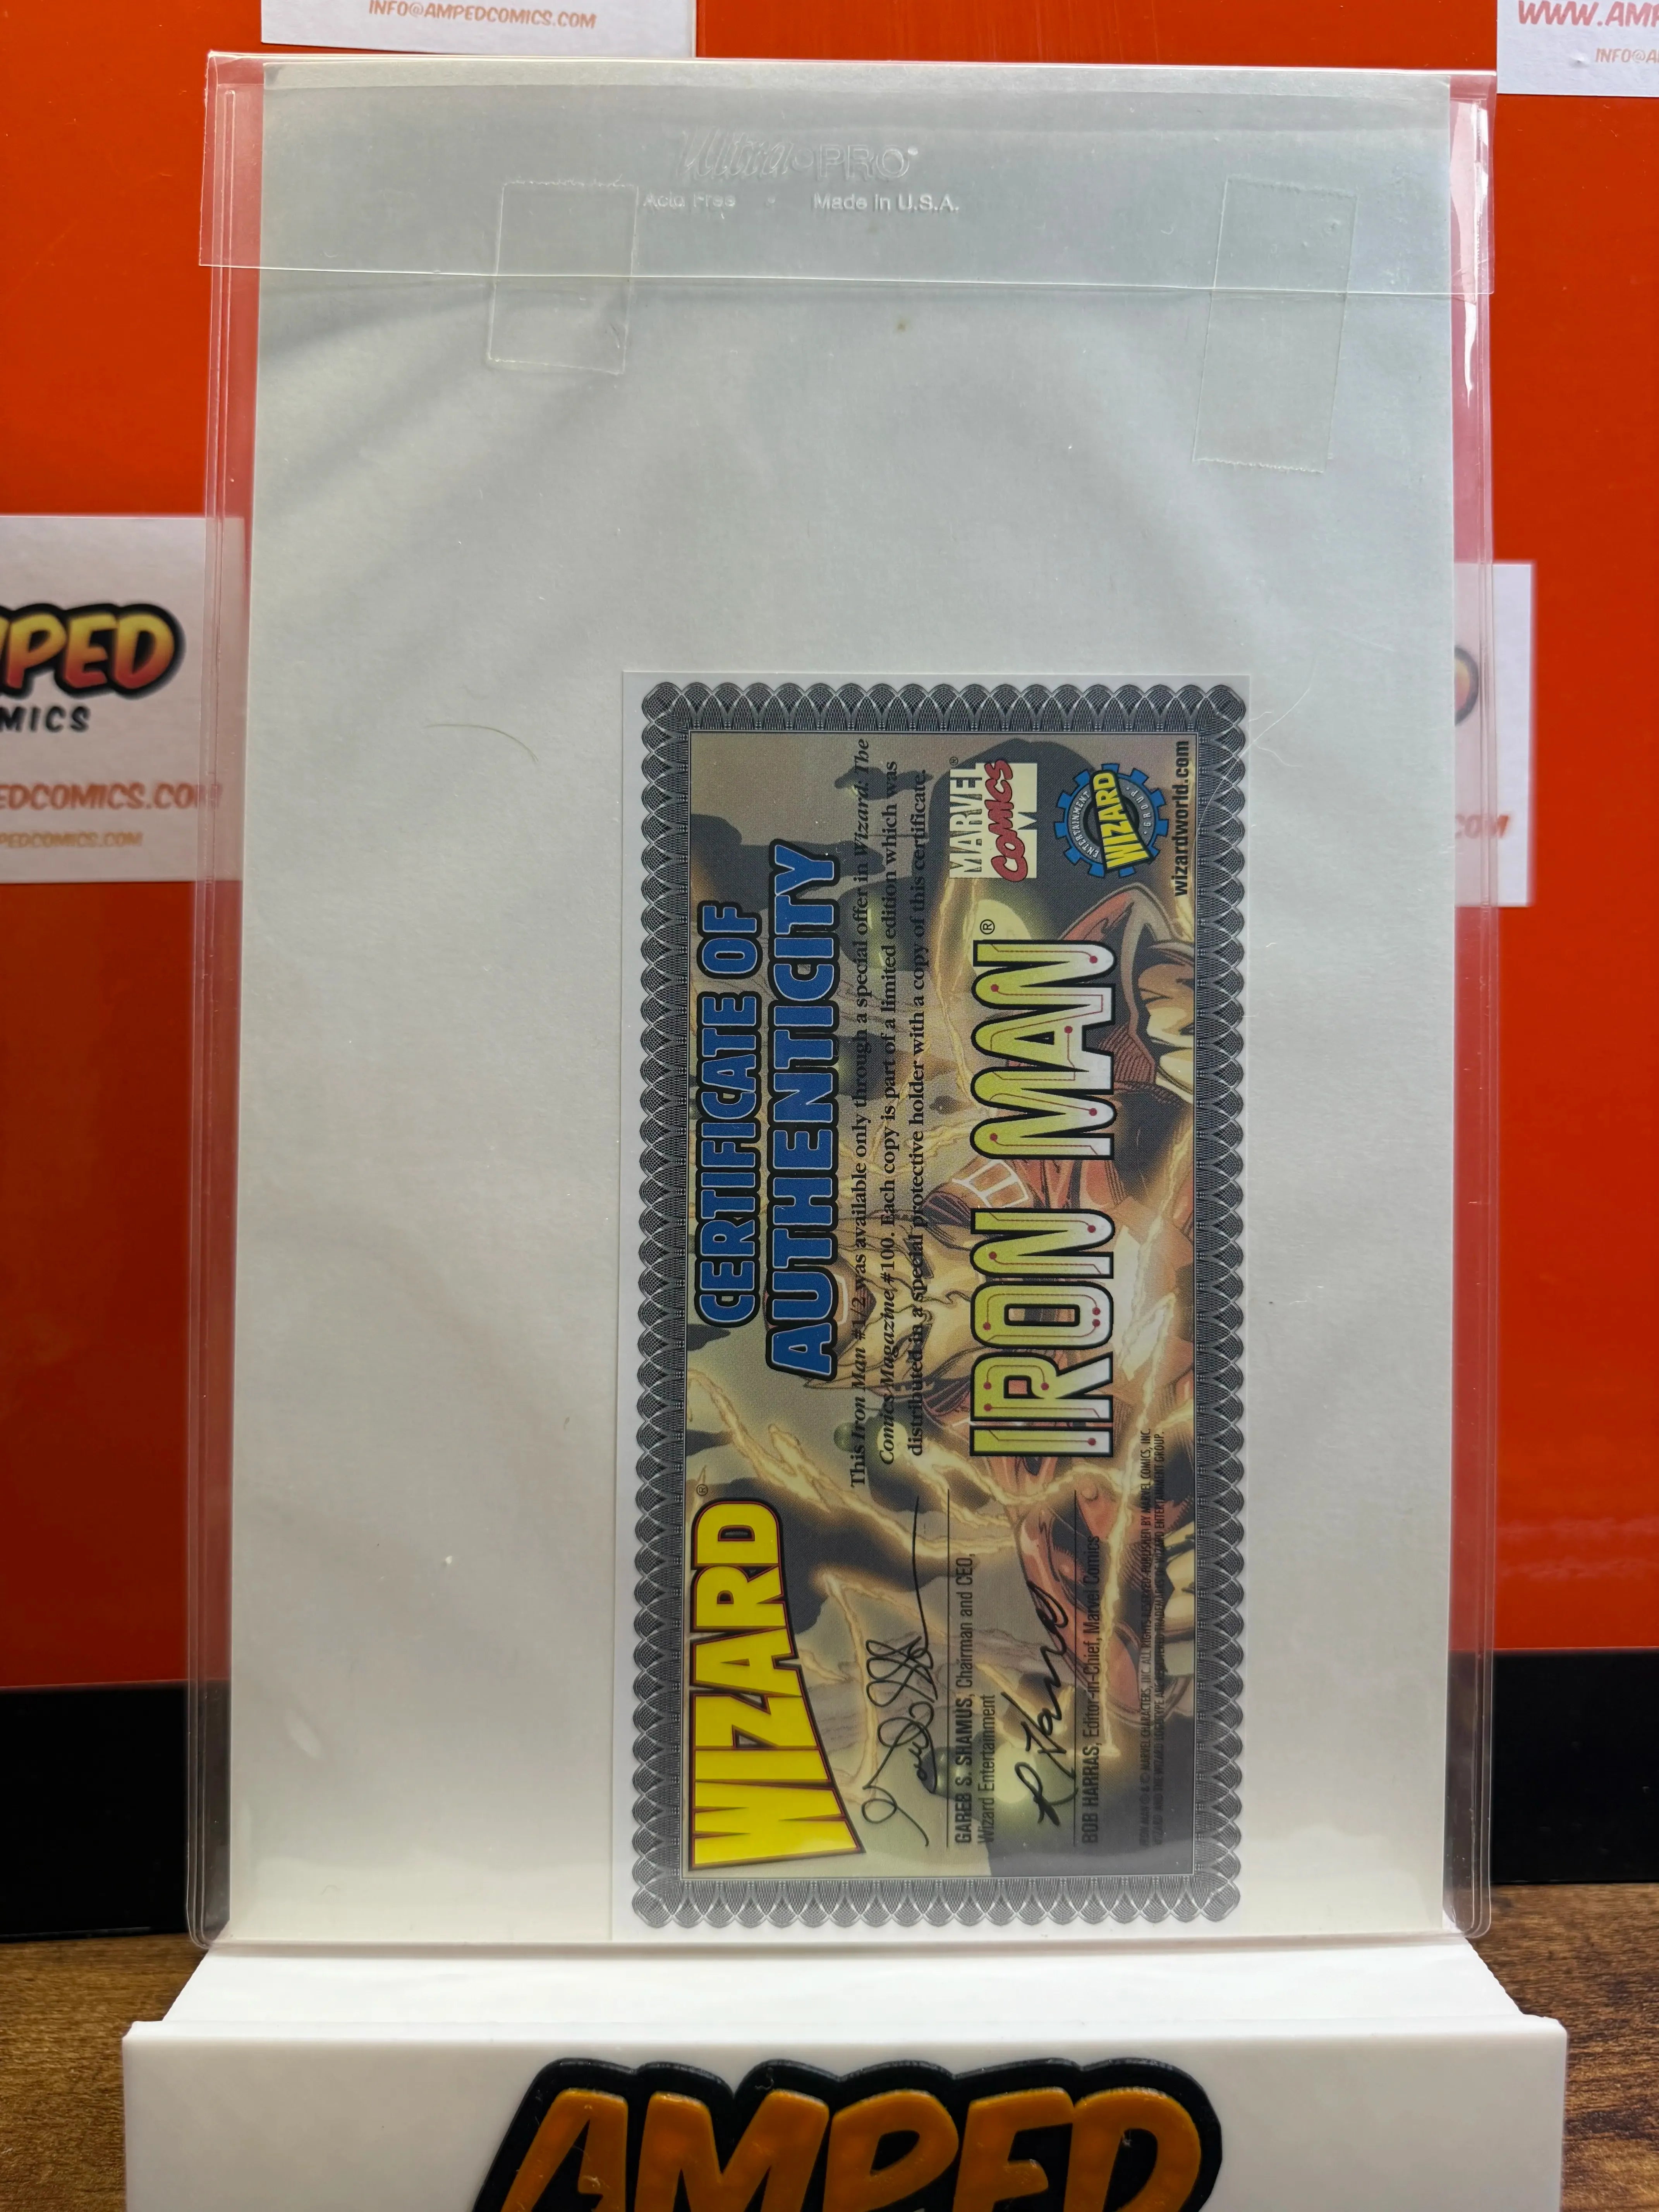 INFO@AMPEDCOMICS.COM
WWW.AMP
INFO@A
Ultra•PRO
Acid Free • Made in U.S.A.
MPED
MICS
EDCOMICS.COM
PEDCOMICS.COM
COM
WIZARD®
CERTIFICATE OF
AUTHENTICITY
This Iron Man #1/2 was available only through a special offer in Wizard: The
Comics Magazine #100. Each copy is part of a limited edition which was
distributed in a special protective holder with a copy of this certificate.
GAREB S. SHAMUS, Chairman and CEO,
Wizard Entertainment
BOB HARRAS, Editor-in-Chief, Marvel Comics
IRON MAN®
MARVEL®
COMICS
ENTERTAINMENT
WIZARD
GROUP
wizardworld.com
AMPED